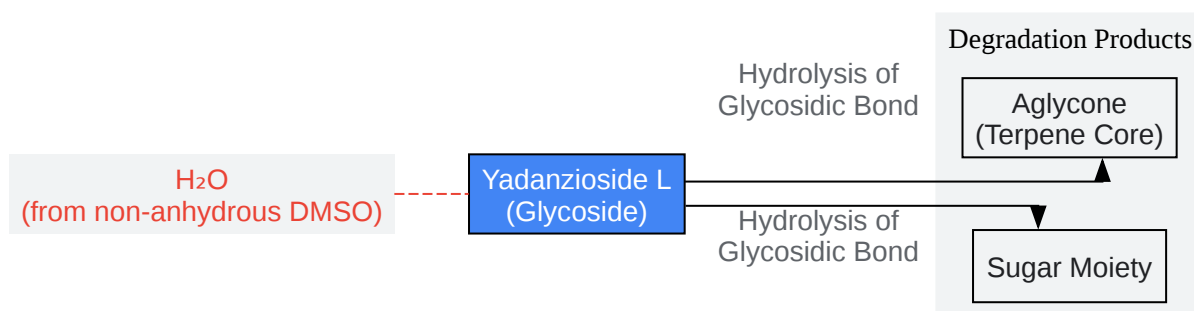 H₂O
(from non-anhydrous DMSO)
Yadanzioside L
(Glycoside)
Hydrolysis of
Glycosidic Bond
Hydrolysis of
Glycosidic Bond
Degradation Products
Aglycone
(Terpene Core)
Sugar Moiety